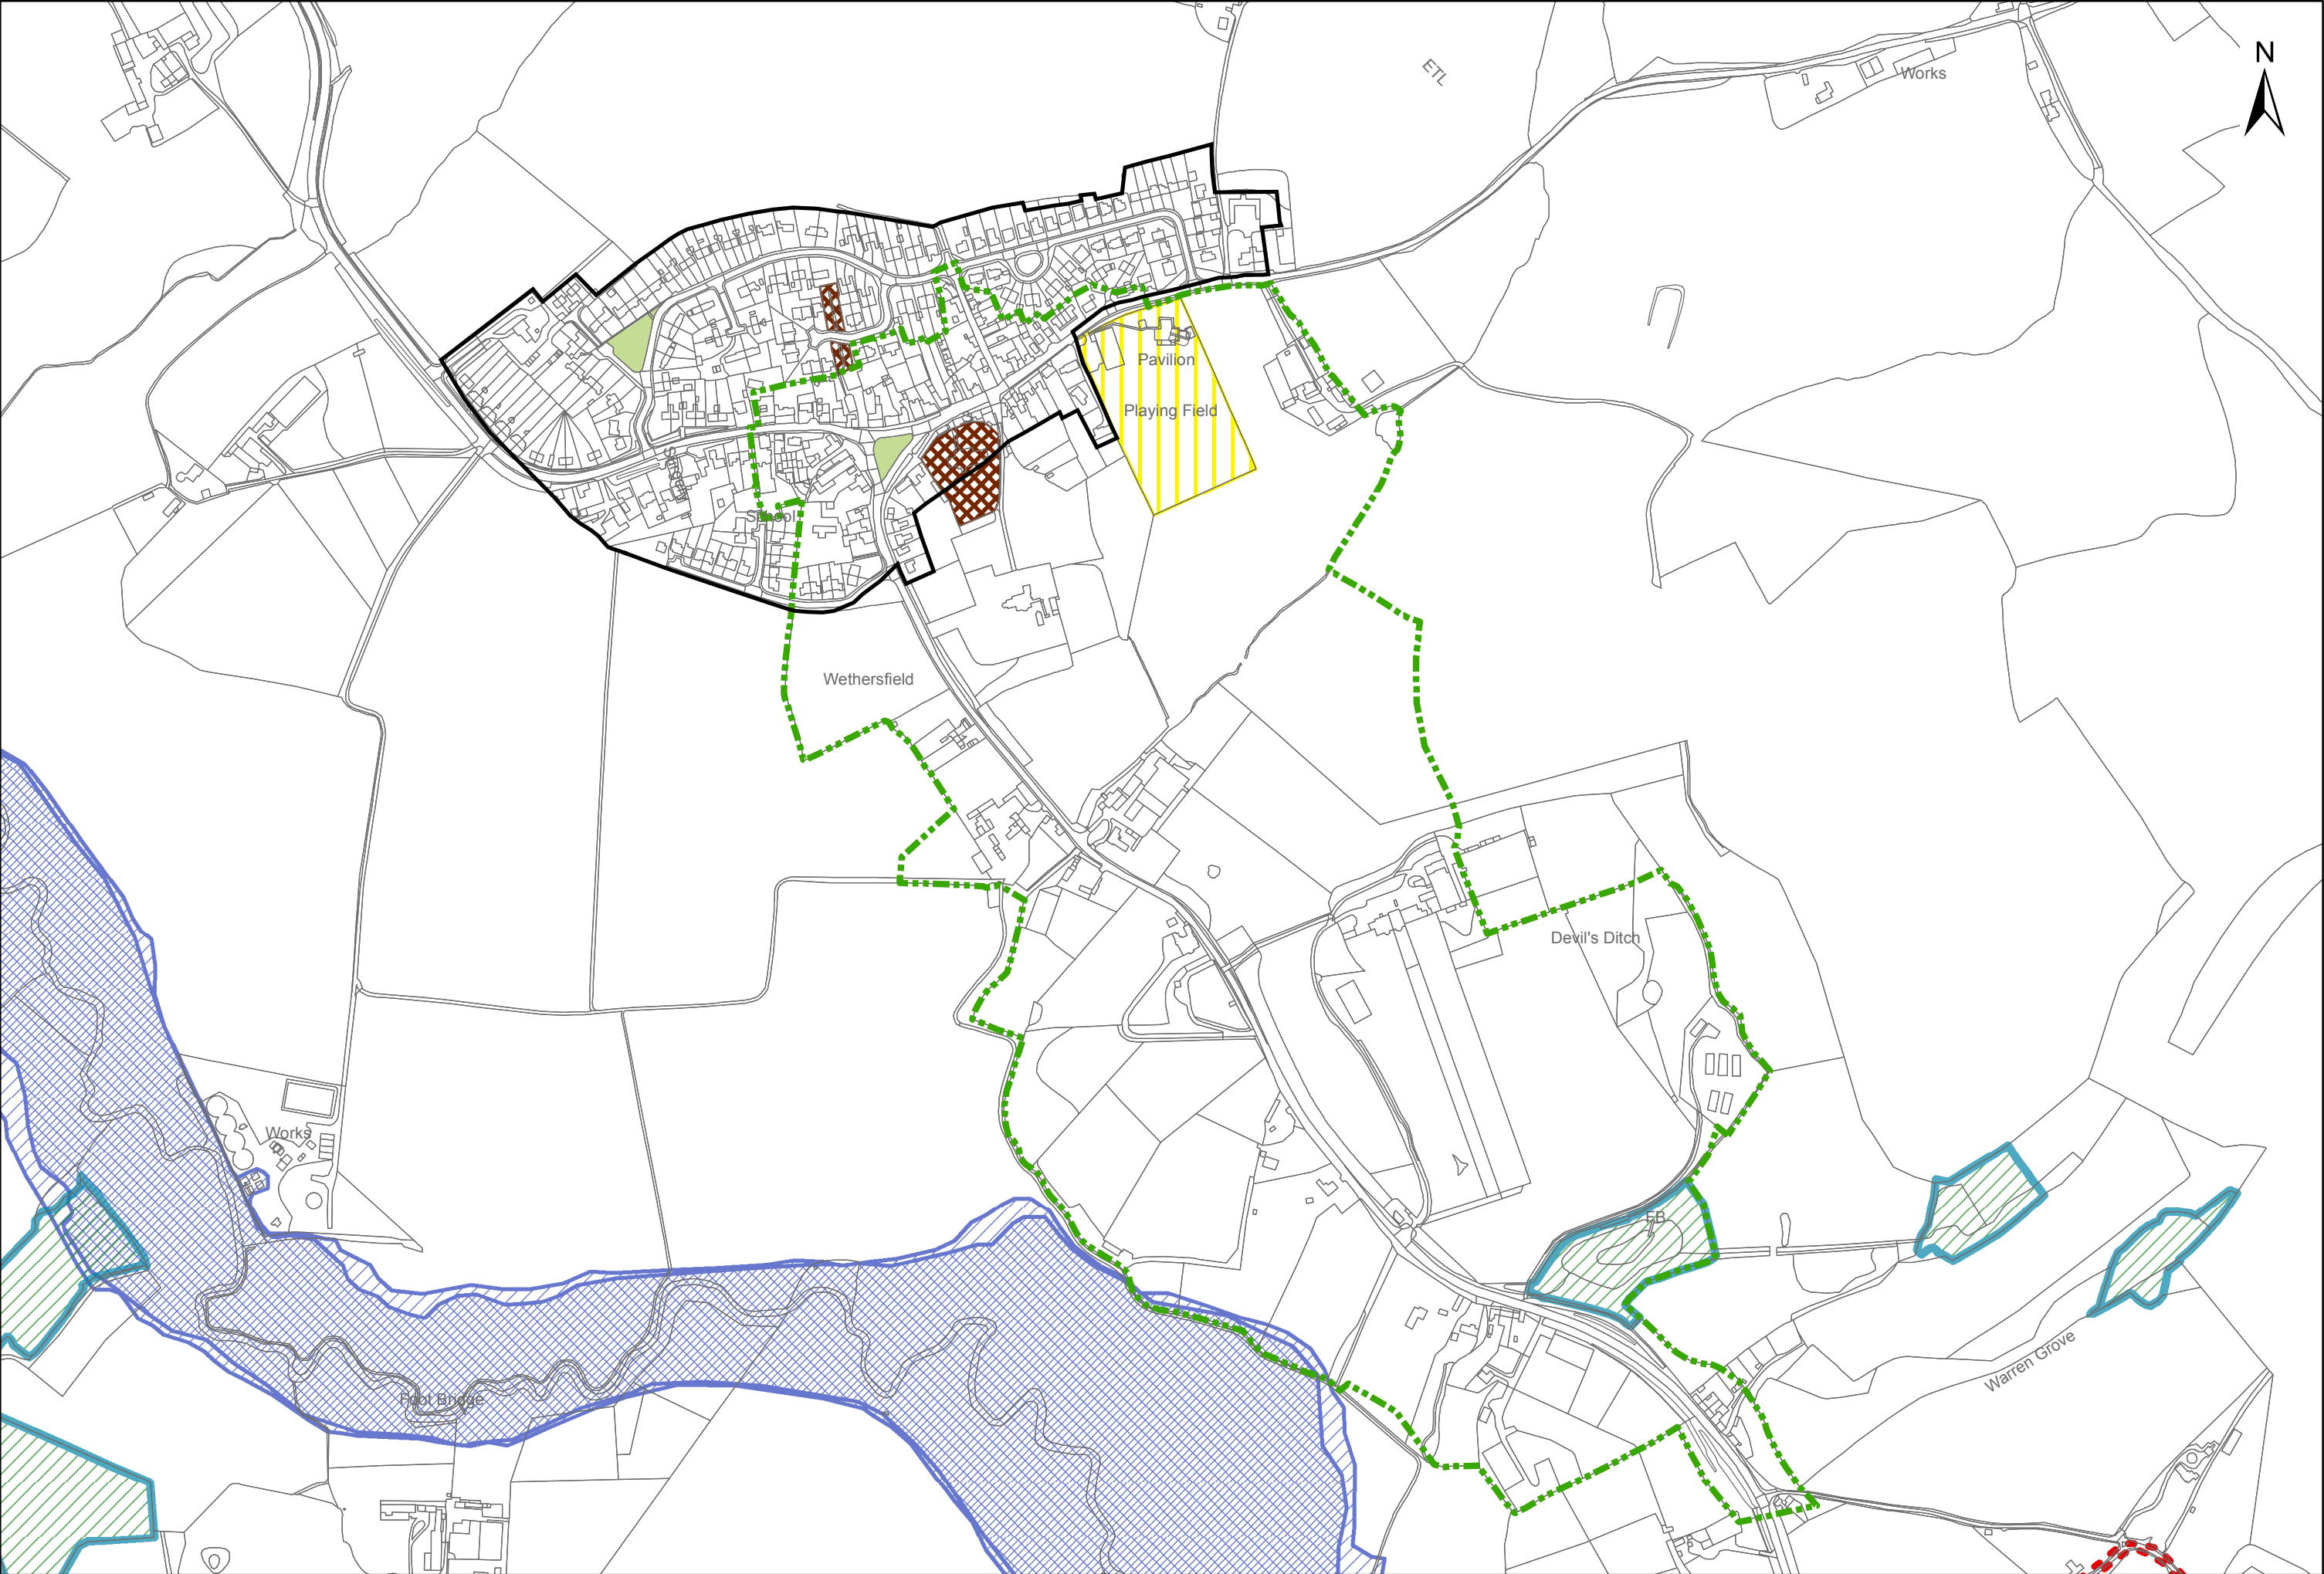 N
ETL
Works
Pavilion
Playing Field
School
Wethersfield
Devil's Ditch
Works
FB
Warren Grove
Foot Bridge